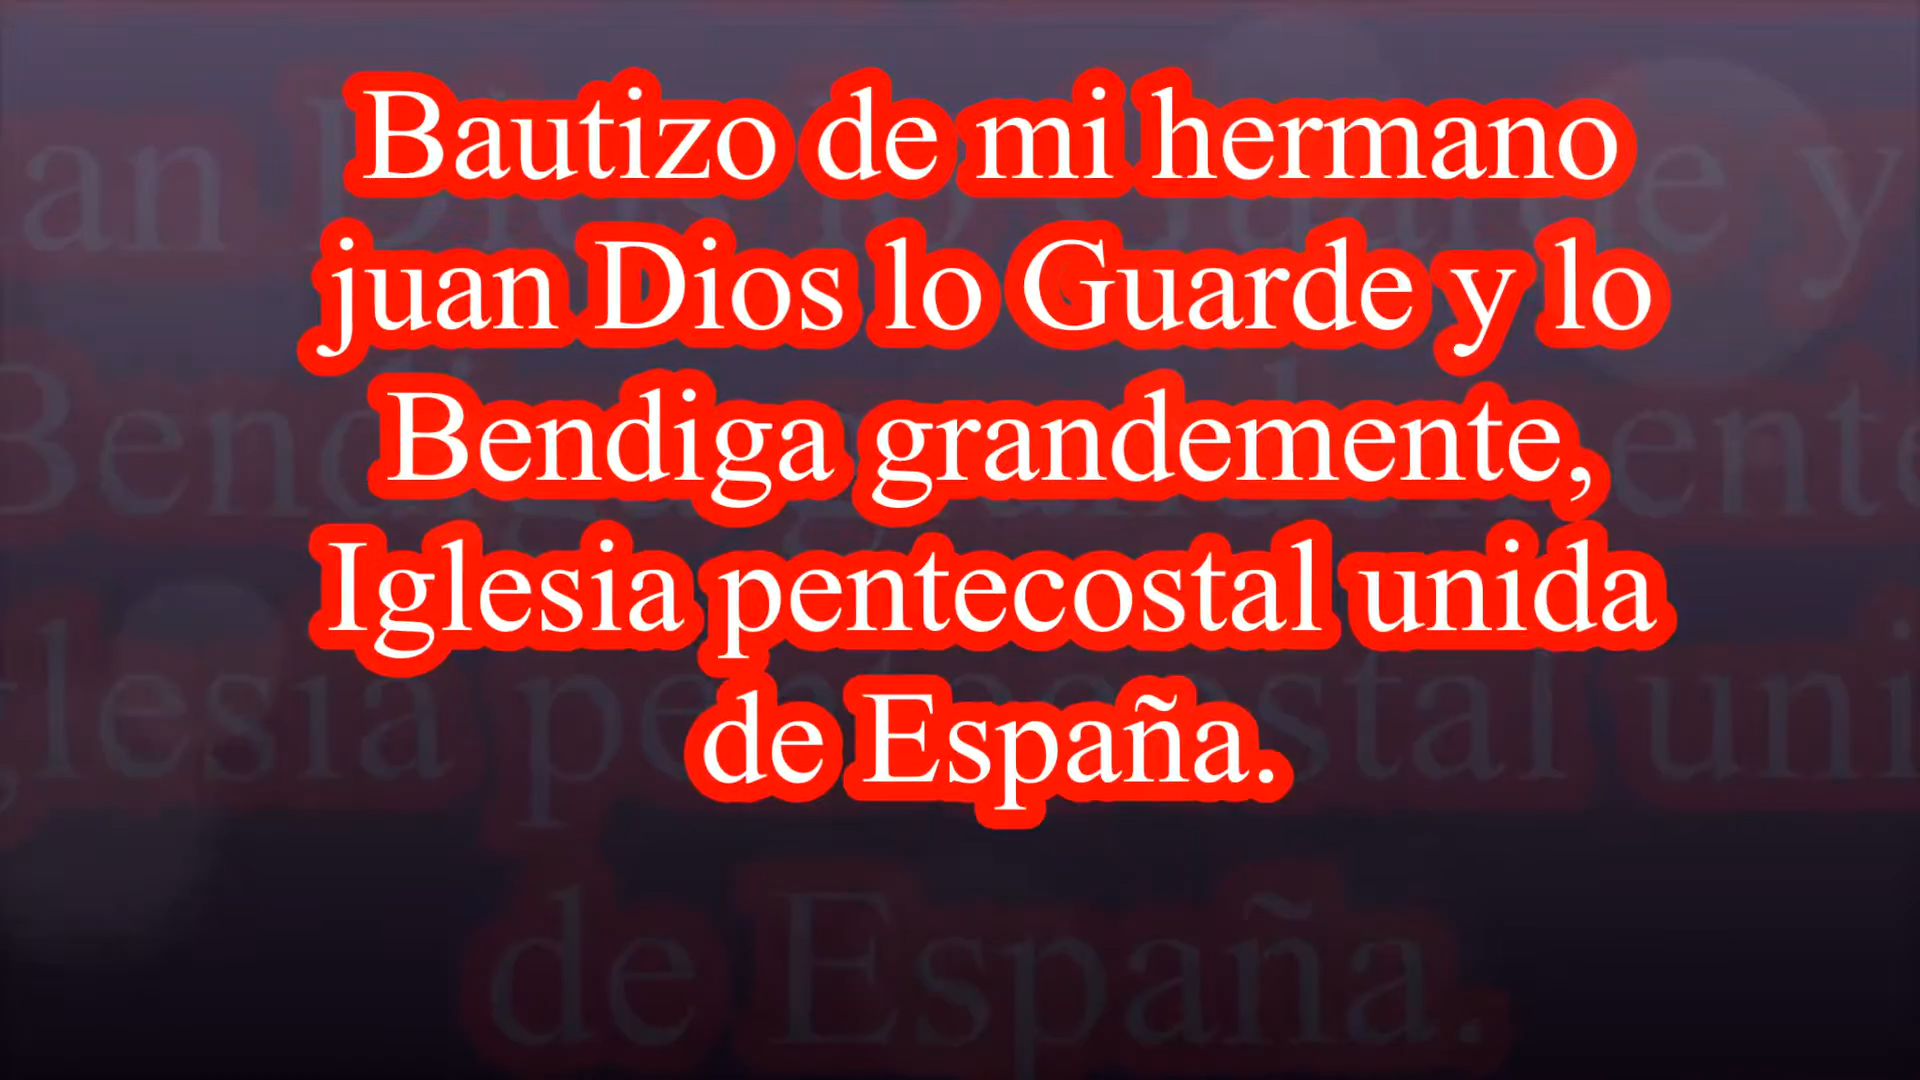 Bautizo de mi hermano
juan Dios lo Guarde y lo
Bendiga grandemente,
Iglesia pentecostal unida
de España.